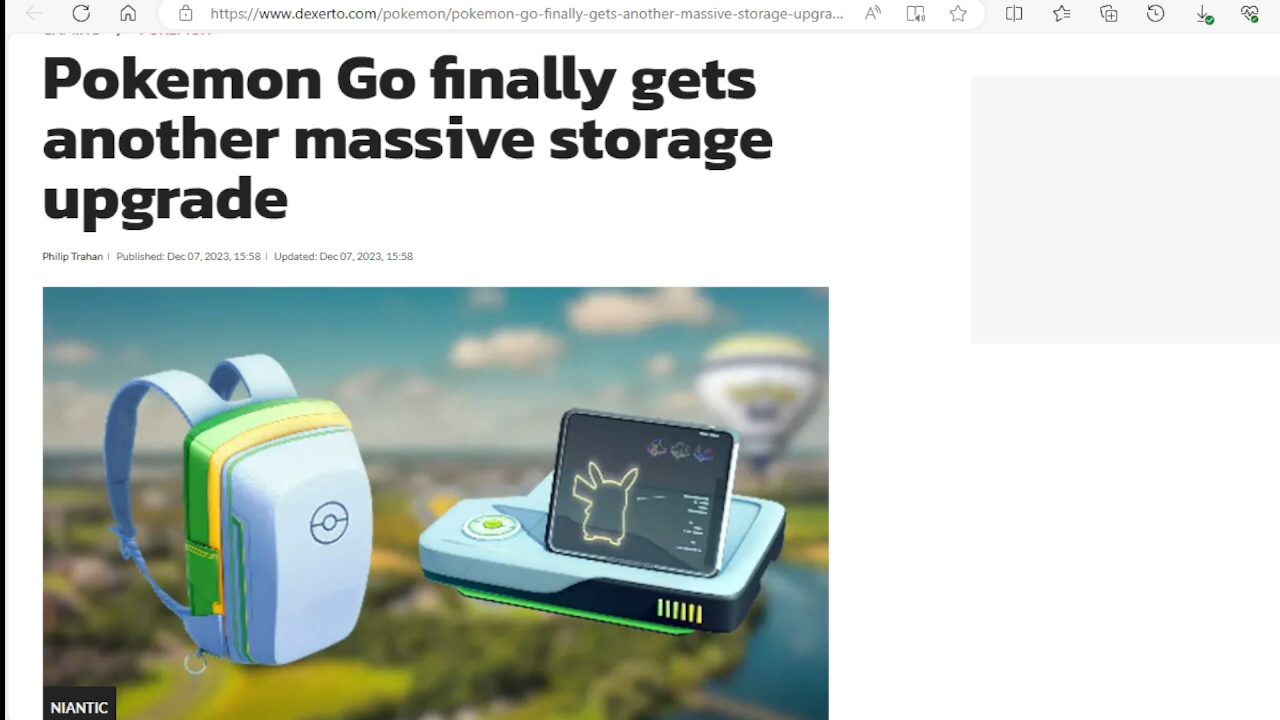 https://www.dexerto.com/pokemon/pokemon-go-finally-gets-another-massive-storage-upgra...
Pokemon Go finally gets
another massive storage
upgrade
Philip Trahan | Published: Dec 07, 2023, 15:58 | Updated: Dec 07, 2023, 15:58
NIANTIC